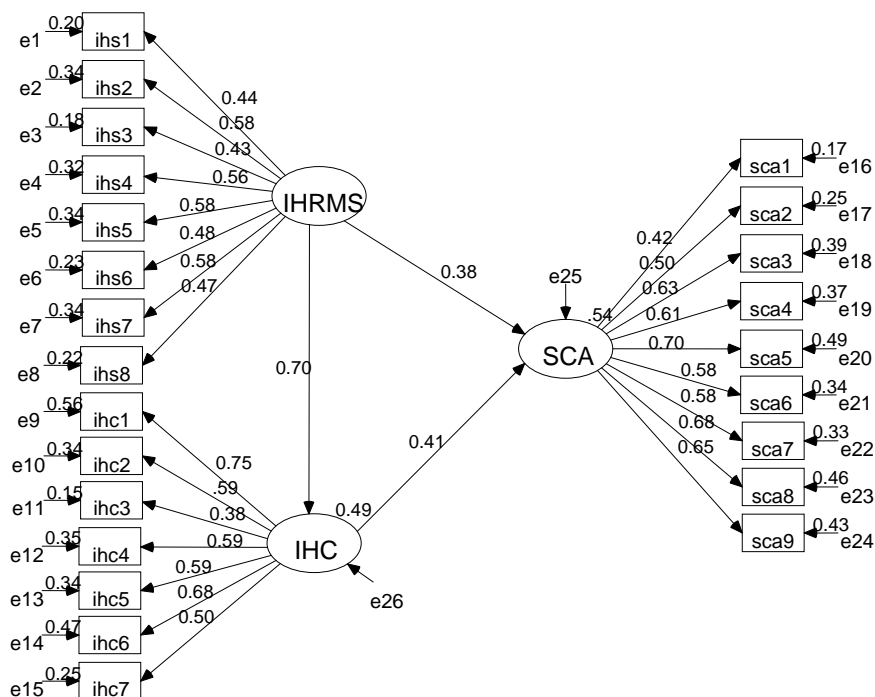 0.20
e1 ihs1
0.34
e2 ihs2
0.18
e3 ihs3
0.32
e4 ihs4
0.34
e5 ihs5
0.23
e6 ihs6
0.34
e7 ihs7
0.22
e8 ihs8
0.56
e9 ihc1
0.34
e10 ihc2
0.15
e11 ihc3
0.35
e12 ihc4
0.34
e13 ihc5
0.47
e14 ihc6
0.25
e15 ihc7
0.44
0.58
0.43
0.56
0.58
0.48
0.58
0.47
IHRMS
0.70
0.38
0.75
.59
0.38
0.59
0.59
0.68
0.50
0.49
IHC
e26
0.41
e25
.54
SCA
0.42
0.50
0.63
0.61
0.70
0.58
0.58
0.68
0.65
sca1 0.17 e16
sca2 0.25 e17
sca3 0.39 e18
sca4 0.37 e19
sca5 0.49 e20
sca6 0.34 e21
sca7 0.33 e22
sca8 0.46 e23
sca9 0.43 e24